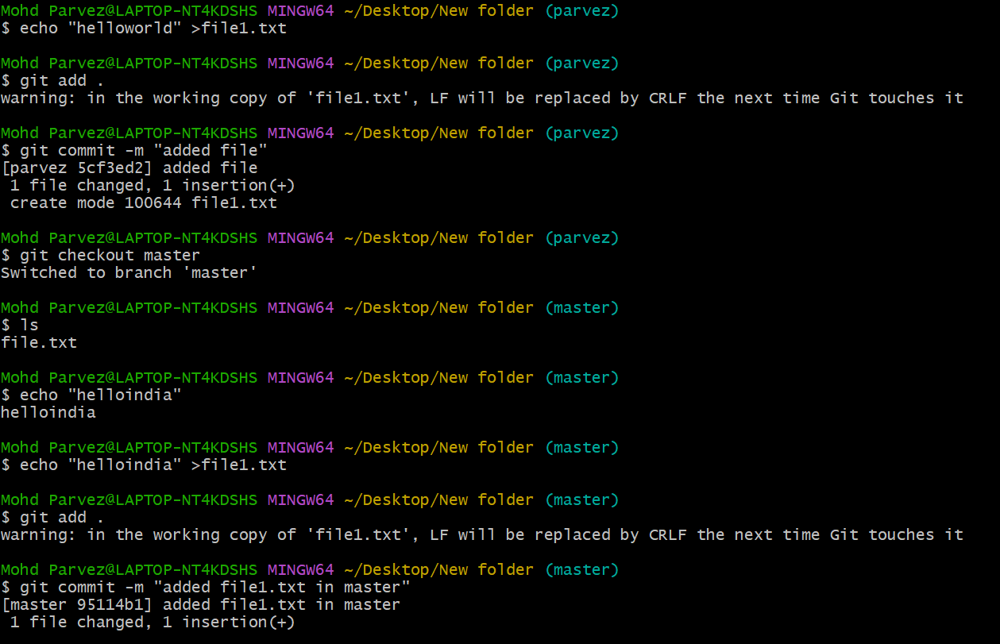 Mohd Parvez@LAPTOP-NT4KDSHS MINGW64 ~/Desktop/New folder (parvez)
$ echo "helloworld" >file1.txt
Mohd Parvez@LAPTOP-NT4KDSHS MINGW64 ~/Desktop/New folder (parvez)
$ git add .
warning: in the working copy of 'file1.txt', LF will be replaced by CRLF the next time Git touches it
Mohd Parvez@LAPTOP-NT4KDSHS MINGW64 ~/Desktop/New folder (parvez)
$ git commit -m "added file"
[parvez 5cf3ed2] added file
 1 file changed, 1 insertion(+)
 create mode 100644 file1.txt
Mohd Parvez@LAPTOP-NT4KDSHS MINGW64 ~/Desktop/New folder (parvez)
$ git checkout master
Switched to branch 'master'
Mohd Parvez@LAPTOP-NT4KDSHS MINGW64 ~/Desktop/New folder (master)
$ ls
file.txt
Mohd Parvez@LAPTOP-NT4KDSHS MINGW64 ~/Desktop/New folder (master)
$ echo "helloindia"
helloindia
Mohd Parvez@LAPTOP-NT4KDSHS MINGW64 ~/Desktop/New folder (master)
$ echo "helloindia" >file1.txt
Mohd Parvez@LAPTOP-NT4KDSHS MINGW64 ~/Desktop/New folder (master)
$ git add .
warning: in the working copy of 'file1.txt', LF will be replaced by CRLF the next time Git touches it
Mohd Parvez@LAPTOP-NT4KDSHS MINGW64 ~/Desktop/New folder (master)
$ git commit -m "added file1.txt in master"
[master 95114b1] added file1.txt in master
 1 file changed, 1 insertion(+)